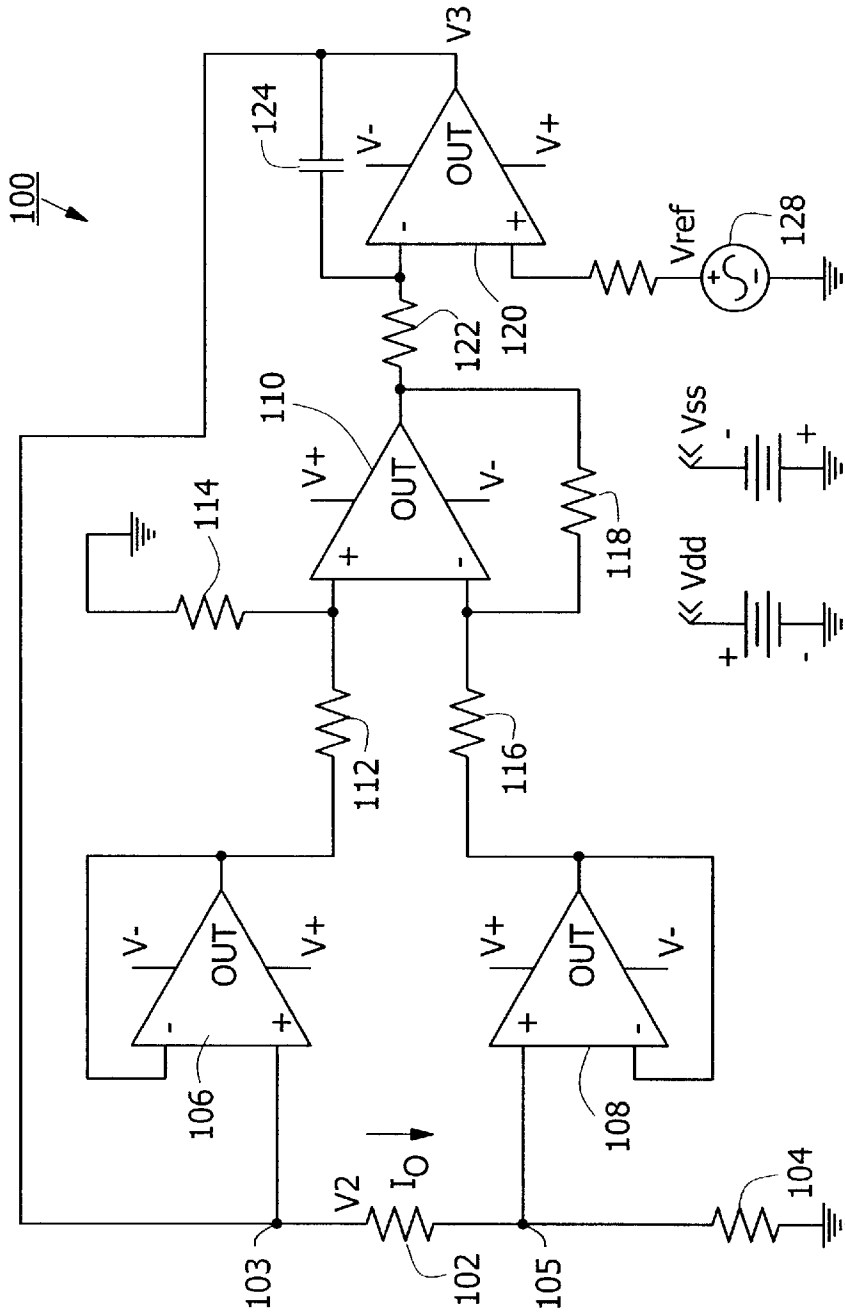 100
V3
124
V-
OUT
-
+
V+
120
122
Vref
+
-
128
110
V+
OUT
+
-
V-
114
118
Vdd
+
-
Vss
-
+
112
116
V-
OUT
-
+
V+
106
V+
OUT
+
-
V-
108
V2
IO
103
102
105
104